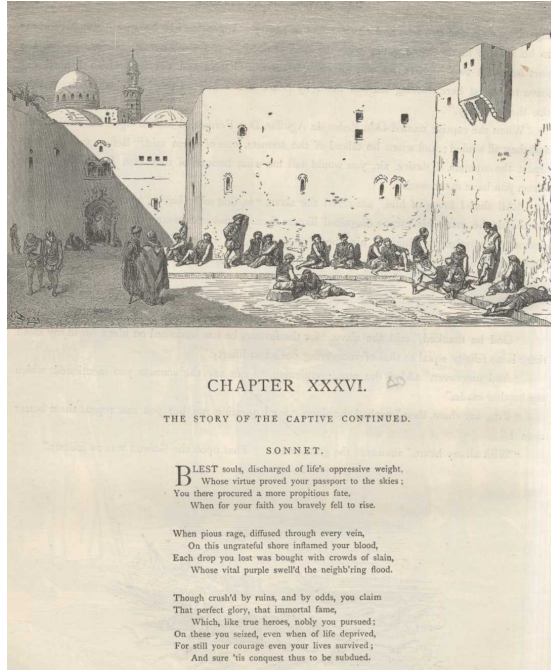 CHAPTER XXXVI.
THE STORY OF THE CAPTIVE CONTINUED.
SONNET.
BLEST souls, discharged of life's oppressive weight,
Whose virtue proved your passport to the skies;
You there procured a more propitious fate,
When for your faith you bravely fell to rise.
When pious rage, diffused through every vein,
On this ungrateful shore inflamed your blood,
Each drop you lost was bought with crowds of slain,
Whose vital purple swell'd the neighb'ring flood.
Though crush'd by ruins, and by odds, you claim
That perfect glory, that immortal fame,
Which, like true heroes, nobly you pursued;
On these you seized, even when of life deprived,
For still your courage even your lives survived;
And sure 'tis conquest thus to be subdued.